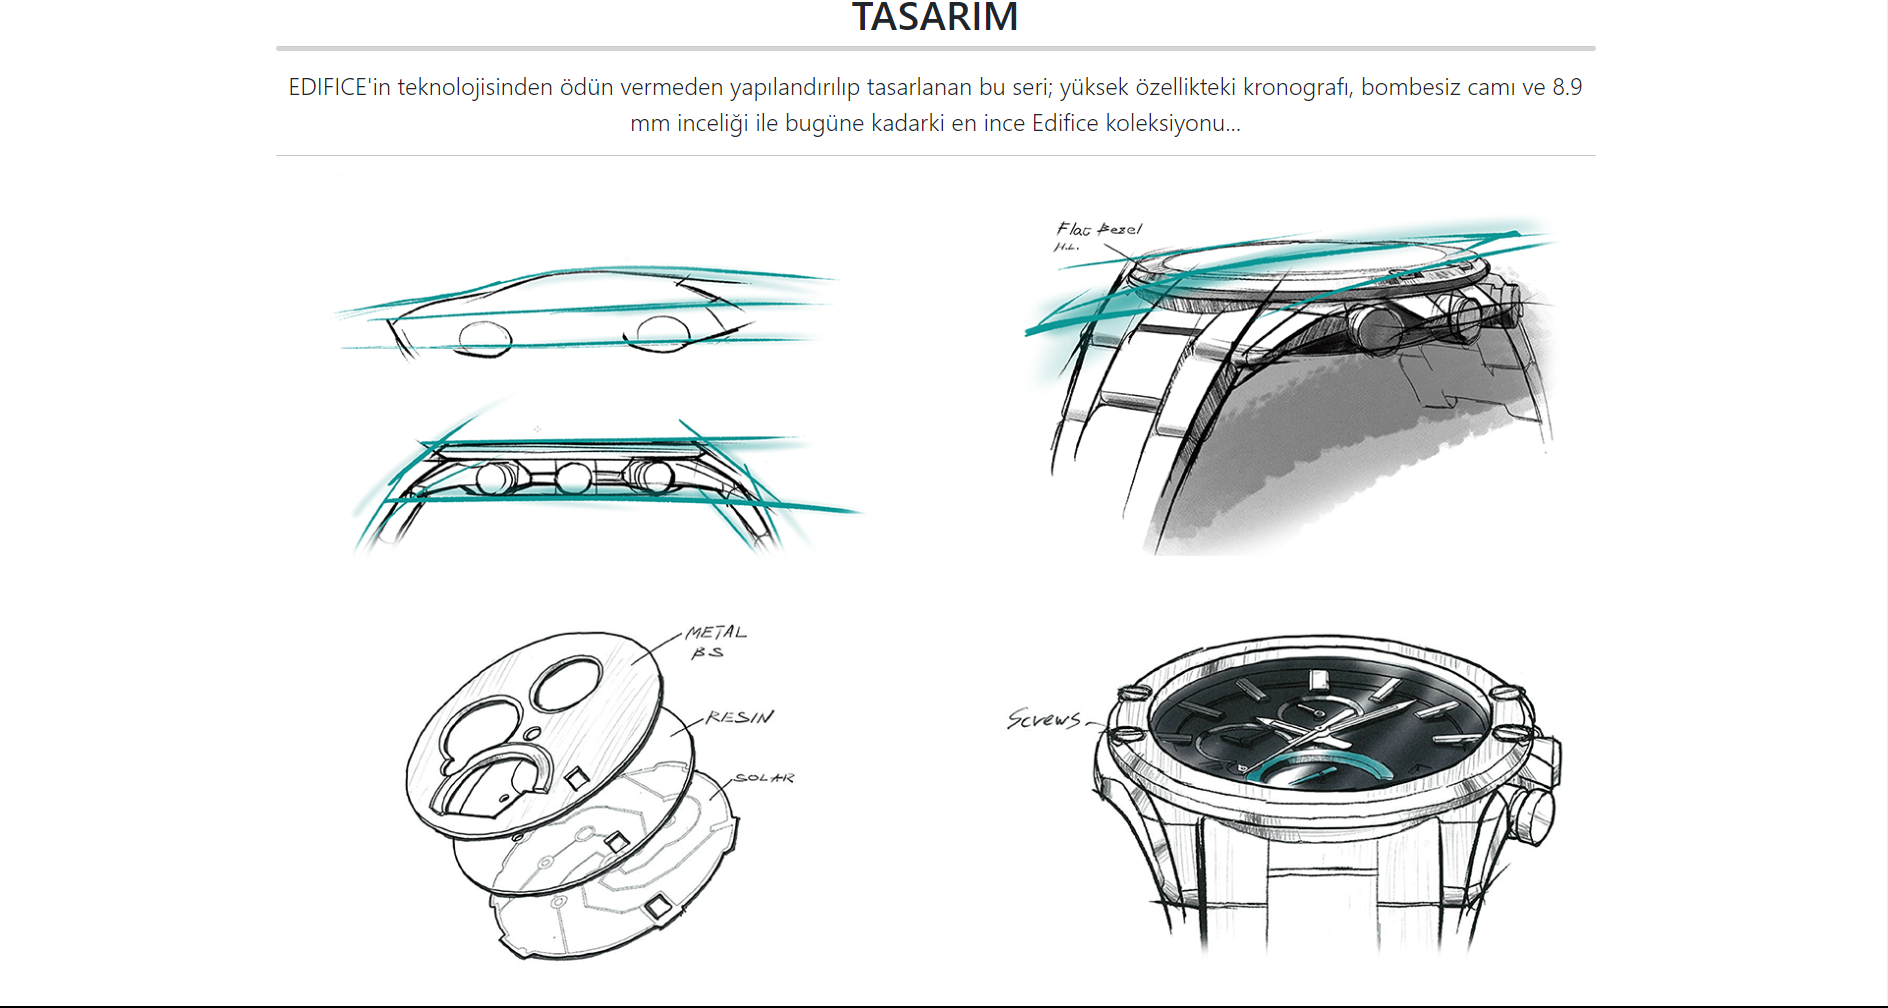 TASARIM
EDIFICE'in teknolojisinden ödün vermeden yapılandırılıp tasarlanan bu seri; yüksek özellikteki kronografı, bombesiz camı ve 8.9
mm inceliği ile bugüne kadarki en ince Edifice koleksiyonu...
Flat Bezel
H.L.
METAL
BS
RESIN
SOLAR
Screws